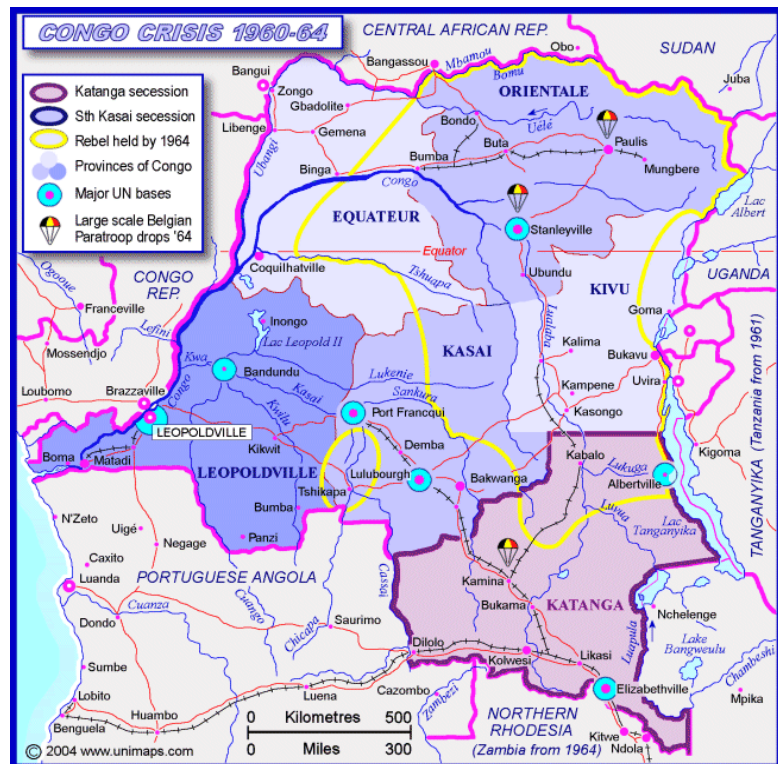 CONGO CRISIS 1960-64
Katanga secession
Sth Kasai secession
Rebel held by 1964
Provinces of Congo
Major UN bases
Large scale Belgian
Paratroop drops '64
CENTRAL AFRICAN REP.
SUDAN
Obo
Bangassou
Mbamou
Bomu
Juba
Bangui
Zongo
Gbadolite
ORIENTALE
Bondo
Uélé
Libenge
Gemena
Ubangi
Buta
Paulis
Binga
Bumba
Mungbere
Congo
EQUATEUR
Stanleyville
Lac
Albert
Equator
CONGO
REP.
Coquilhatville
Tshuapa
Ubundu
KIVU
UGANDA
Ogooue
Franceville
Lefini
Inongo
Lac Leopold II
Lualaba
Goma
Mossendjo
KASAI
Kalima
Bukavu
Kwa
Bandundu
Lukenie
Kasai
Sankura
Kampene
Uvira
Loubomo
Brazzaville
Congo
Kwilu
Port Francqui
Kasongo
LEOPOLDVILLE
Kikwit
Demba
Kabalo
Kigoma
Boma
Matadi
LEOPOLDVILLE
Lulubourgh
Bakwanga
Lukuga
Albertville
Tshikapa
Luvua
Lac
Tanganyika
TANGANYIKA (Tanzania from 1961)
N'Zeto
Uigé
Bumba
Negage
Panzi
Caxito
Kamina
Luanda
PORTUGUESE ANGOLA
Cassai
Bukama
KATANGA
Nchelenge
Cuanza
Cuango
Dondo
Chicapa
Saurimo
Luapula
Lake
Bangweulu
Chambeshi
Dilolo
Kolwesi
Likasi
Sumbe
Lobito
Luena
Cazombo
Elizabethville
Mpika
Benguela
Huambo
Zambezi
0 Kilometres 500
0 Miles 300
NORTHERN
RHODESIA
(Zambia from 1964)
Kitwe
Ndola
© 2004 www.unimaps.com